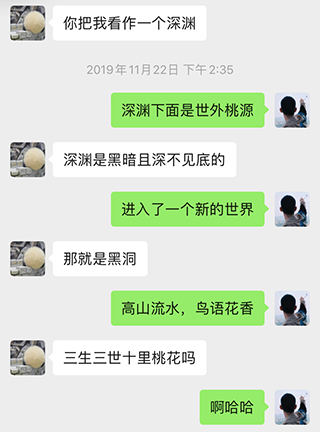 你把我看作一个深渊
2019年11月22日 下午2:35
深渊下面是世外桃源
深渊是黑暗且深不见底的
进入了一个新的世界
那就是黑洞
高山流水，鸟语花香
三生三世十里桃花吗
啊哈哈